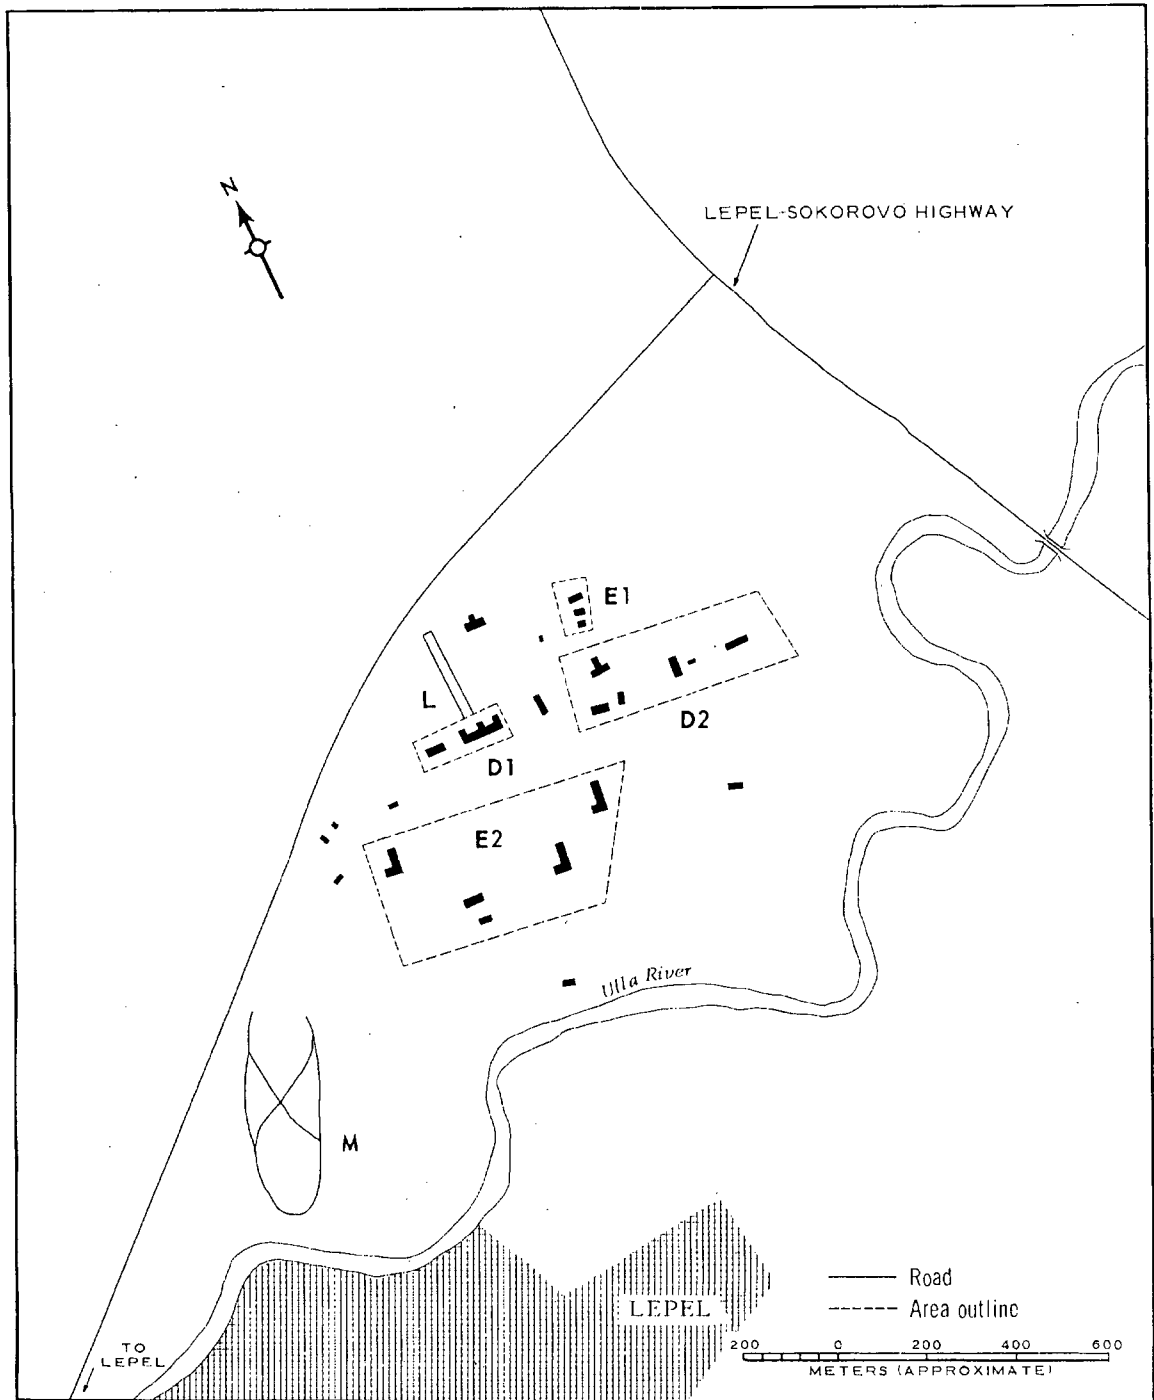 N
LEPEL-SOKOROVO HIGHWAY
E1
L
D2
D1
E2
Ulla River
M
Road
LEPEL
Area outline
TO
LEPEL
200 0 200 400 600
METERS (APPROXIMATE)